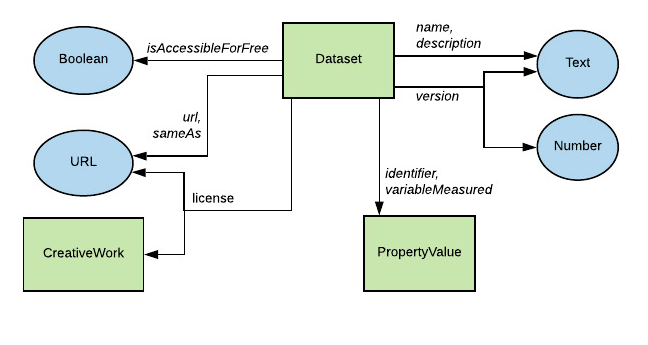 name,
description
isAccessibleForFree
Boolean
Dataset
Text
version
url,
sameAs
Number
URL
identifier,
variableMeasured
license
CreativeWork
PropertyValue